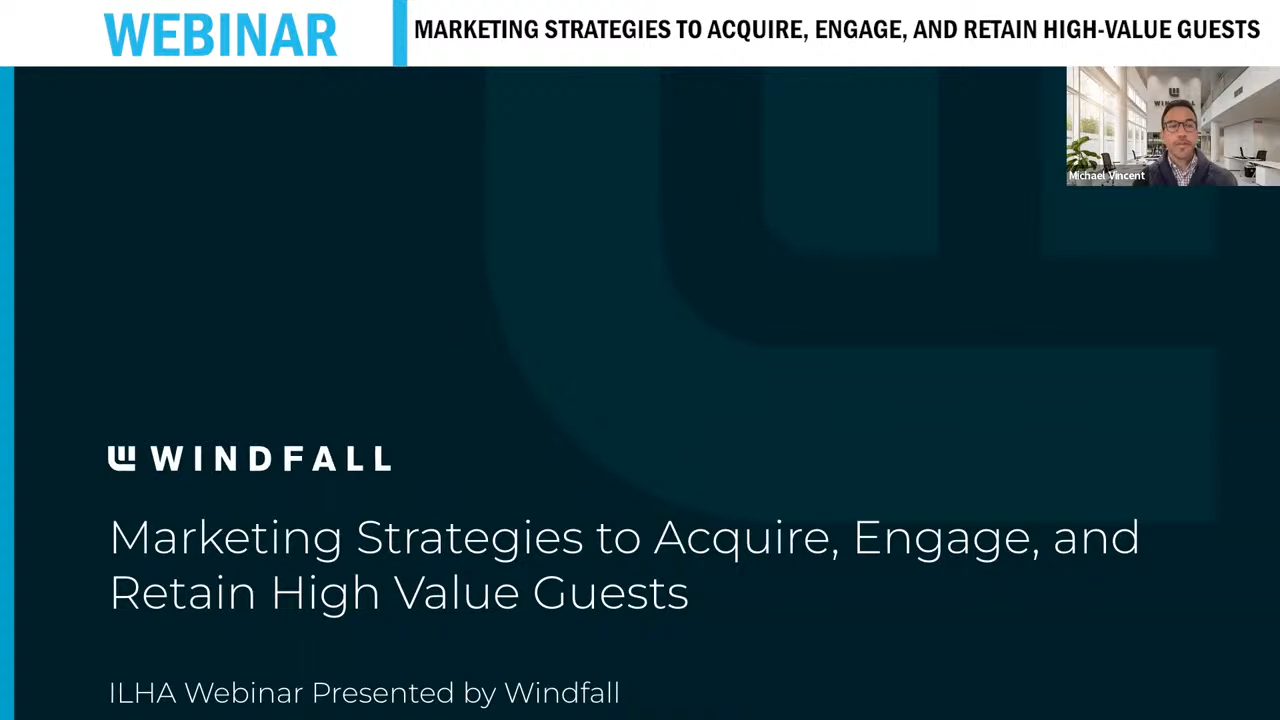 WEBINAR
MARKETING STRATEGIES TO ACQUIRE, ENGAGE, AND RETAIN HIGH-VALUE GUESTS
Michael Vincent
WINDFALL
Marketing Strategies to Acquire, Engage, and
Retain High Value Guests
ILHA Webinar Presented by Windfall